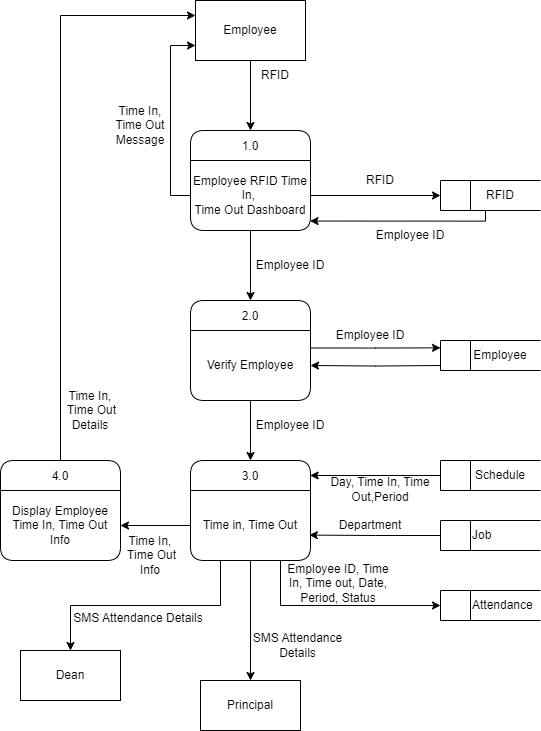 Employee
RFID
Time In,
Time Out
Message
1.0
Employee RFID Time
In,
Time Out Dashboard
RFID
RFID
Employee ID
Employee ID
2.0
Verify Employee
Employee ID
Employee
Employee ID
Time In,
Time Out
Details
4.0
Display Employee
Time In, Time Out
Info
3.0
Time in, Time Out
Day, Time In, Time
Out,Period
Schedule
Department
Job
Time In,
Time Out
Info
Employee ID, Time
In, Time out, Date,
Period, Status
Attendance
SMS Attendance Details
SMS Attendance
Details
Dean
Principal